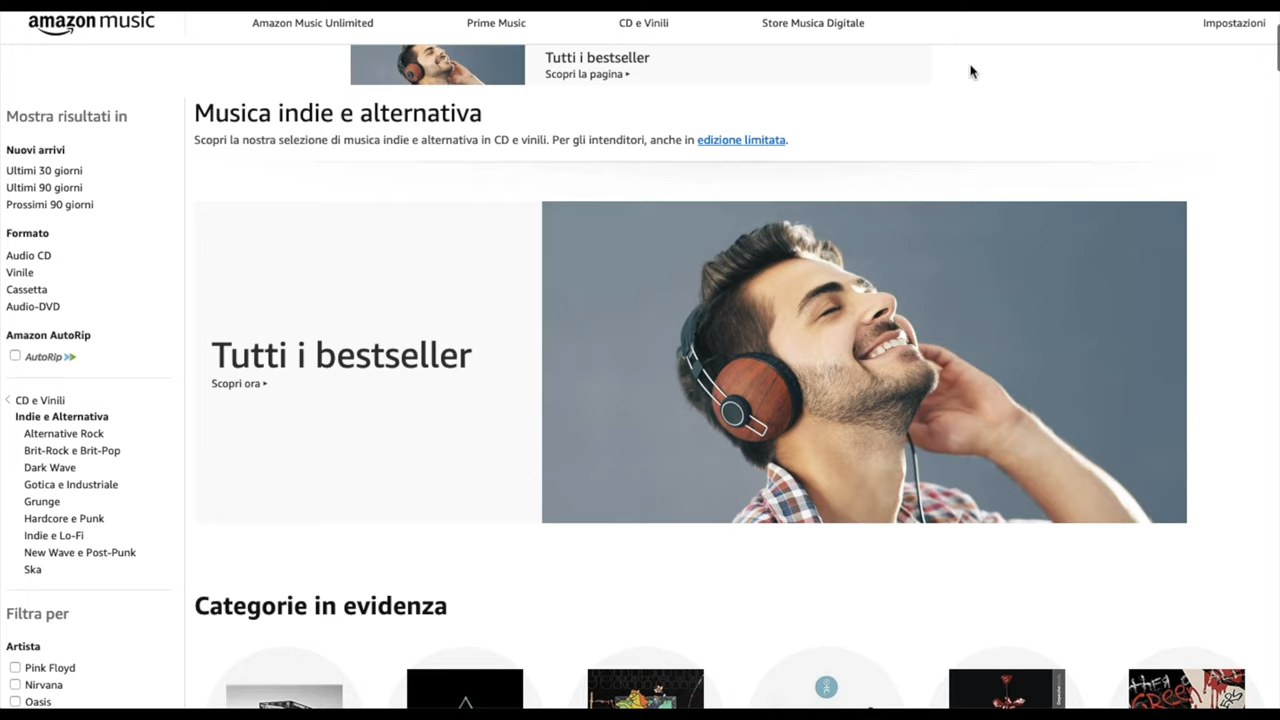 amazon music
Amazon Music Unlimited
Prime Music
CD e Vinili
Store Musica Digitale
Impostazioni
Tutti i bestseller
Scopri la pagina ▸
Mostra risultati in
Nuovi arrivi
Ultimi 30 giorni
Ultimi 90 giorni
Prossimi 90 giorni
Formato
Audio CD
Vinile
Cassetta
Audio-DVD
Amazon AutoRip
AutoRip
CD e Vinili
Indie e Alternativa
Alternative Rock
Brit-Rock e Brit-Pop
Dark Wave
Gotica e Industriale
Grunge
Hardcore e Punk
Indie e Lo-Fi
New Wave e Post-Punk
Ska
Filtra per
Artista
Pink Floyd
Nirvana
Oasis
Musica indie e alternativa
Scopri la nostra selezione di musica indie e alternativa in CD e vinili. Per gli intenditori, anche in edizione limitata.
Tutti i bestseller
Scopri ora ▸
Categorie in evidenza